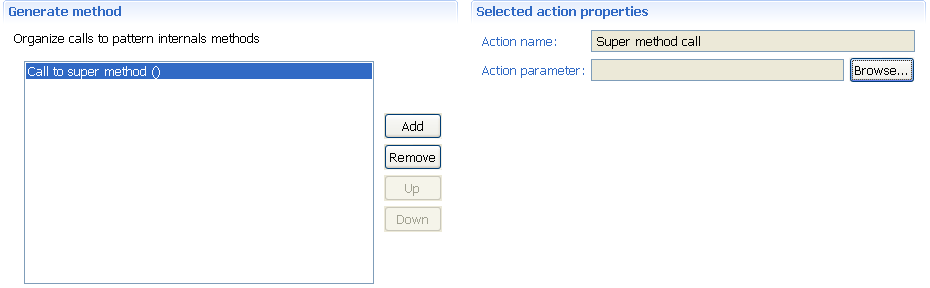 Generate method
Organize calls to pattern internals methods
Call to super method ()
Add
Remove
Up
Down
Selected action properties
Action name: Super method call
Action parameter: Browse...